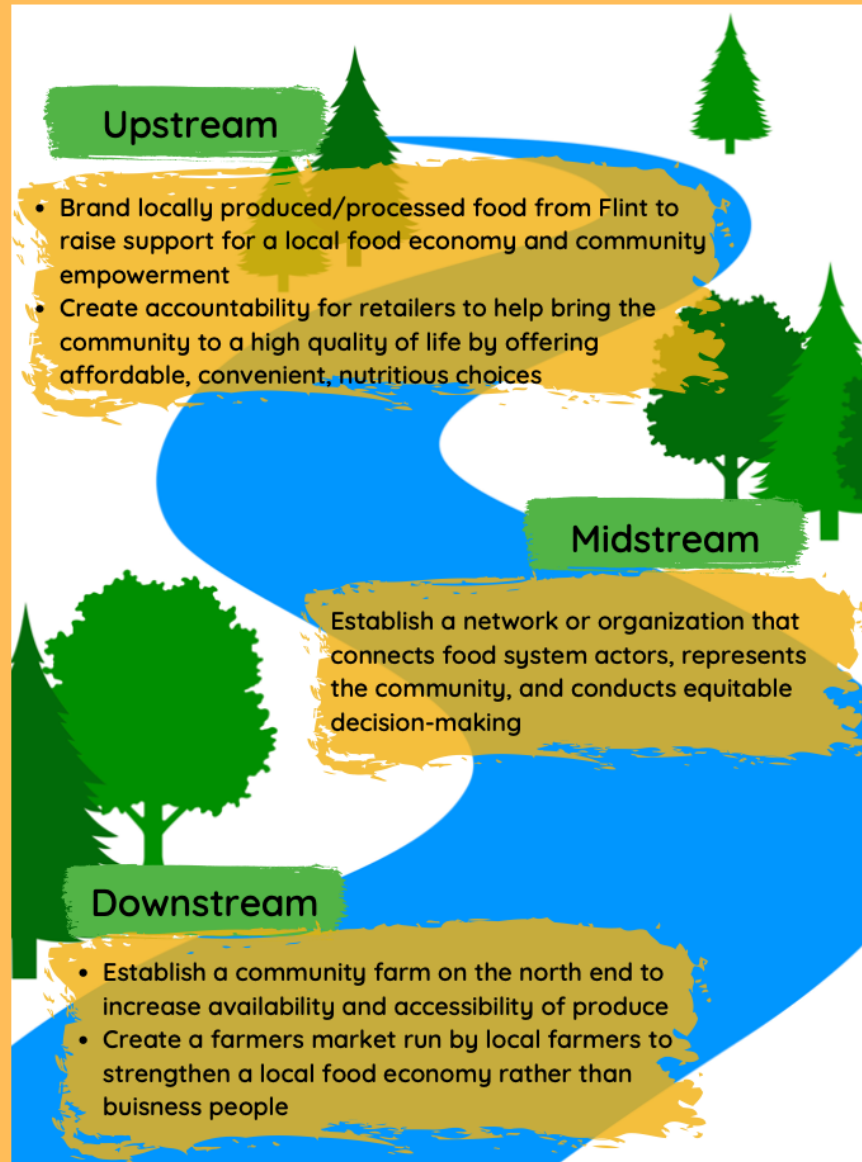 Upstream
• Brand locally produced/processed food from Flint to
raise support for a local food economy and community
empowerment
• Create accountability for retailers to help bring the
community to a high quality of life by offering
affordable, convenient, nutritious choices
Midstream
Establish a network or organization that
connects food system actors, represents
the community, and conducts equitable
decision-making
Downstream
• Establish a community farm on the north end to
increase availability and accessibility of produce
• Create a farmers market run by local farmers to
strengthen a local food economy rather than
buisness people